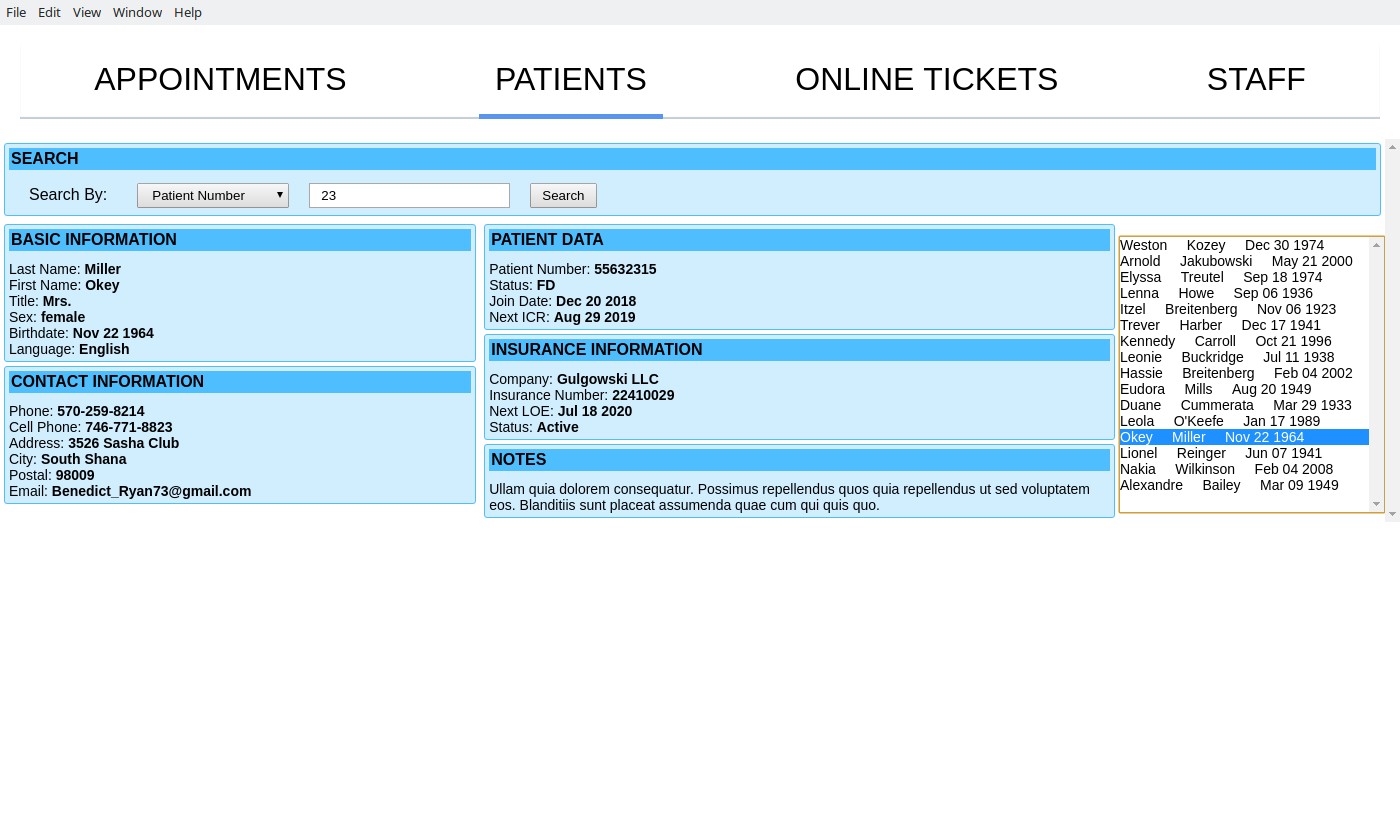 File Edit View Window Help
APPOINTMENTS PATIENTS ONLINE TICKETS STAFF
SEARCH
Search By: Patient Number 23 Search
BASIC INFORMATION
Last Name: Miller
First Name: Okey
Title: Mrs.
Sex: female
Birthdate: Nov 22 1964
Language: English
CONTACT INFORMATION
Phone: 570-259-8214
Cell Phone: 746-771-8823
Address: 3526 Sasha Club
City: South Shana
Postal: 98009
Email: Benedict_Ryan73@gmail.com
PATIENT DATA
Patient Number: 55632315
Status: FD
Join Date: Dec 20 2018
Next ICR: Aug 29 2019
INSURANCE INFORMATION
Company: Gulgowski LLC
Insurance Number: 22410029
Next LOE: Jul 18 2020
Status: Active
NOTES
Ullam quia dolorem consequatur. Possimus repellendus quos quia repellendus ut sed voluptatem
eos. Blanditiis sunt placeat assumenda quae cum qui quis quo.
Weston Kozey Dec 30 1974
Arnold Jakubowski May 21 2000
Elyssa Treutel Sep 18 1974
Lenna Howe Sep 06 1936
Itzel Breitenberg Nov 06 1923
Trever Harber Dec 17 1941
Kennedy Carroll Oct 21 1996
Leonie Buckridge Jul 11 1938
Hassie Breitenberg Feb 04 2002
Eudora Mills Aug 20 1949
Duane Cummerata Mar 29 1933
Leola O'Keefe Jan 17 1989
Okey Miller Nov 22 1964
Lionel Reinger Jun 07 1941
Nakia Wilkinson Feb 04 2008
Alexandre Bailey Mar 09 1949